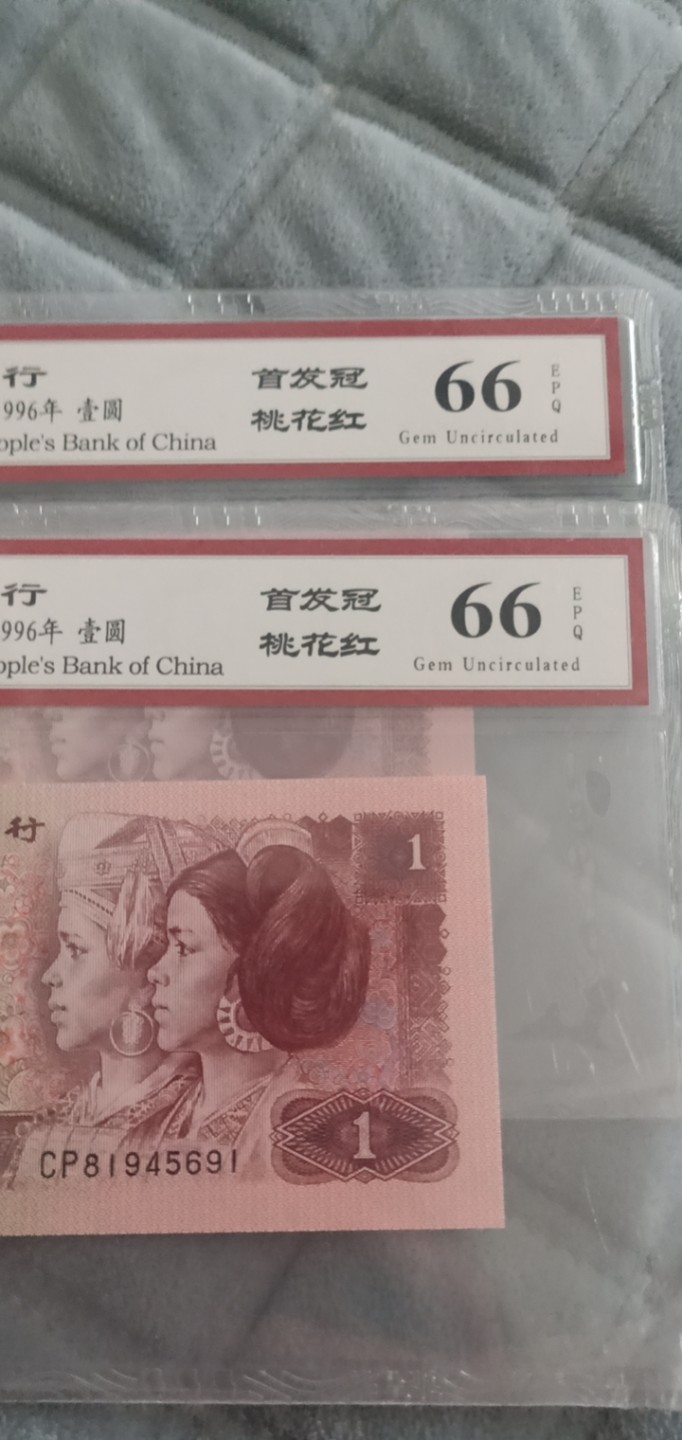 行
首发冠
66
EPQ
996年 壹圆
桃花红
ople's Bank of China
Gem Uncirculated
行
首发冠
66
EPQ
996年 壹圆
桃花红
ople's Bank of China
Gem Uncirculated
行
1
1
CP81945691